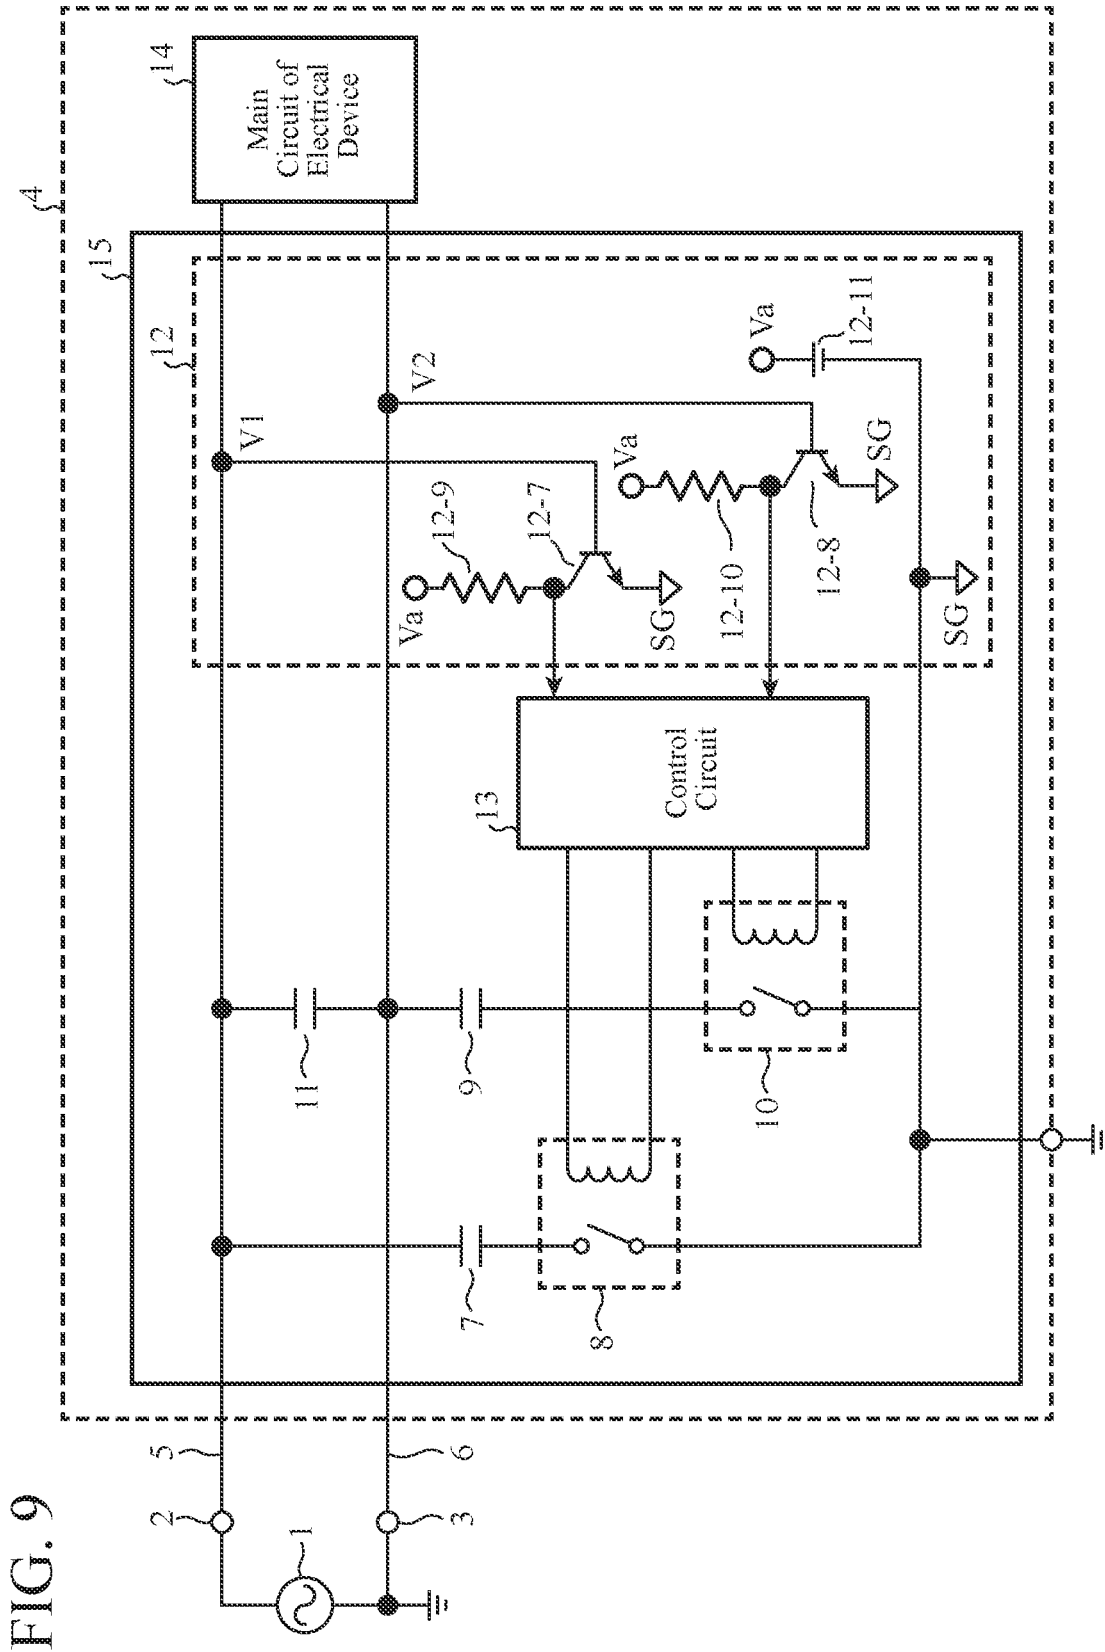 FIG. 9
4
15
12
14
Main
Circuit of
Electrical
Device
V1
V2
12-9
Va
12-7
SG
Va
12-10
12-8
SG
Va
12-11
SG
13
Control
Circuit
11
9
10
7
8
5
6
2
3
1